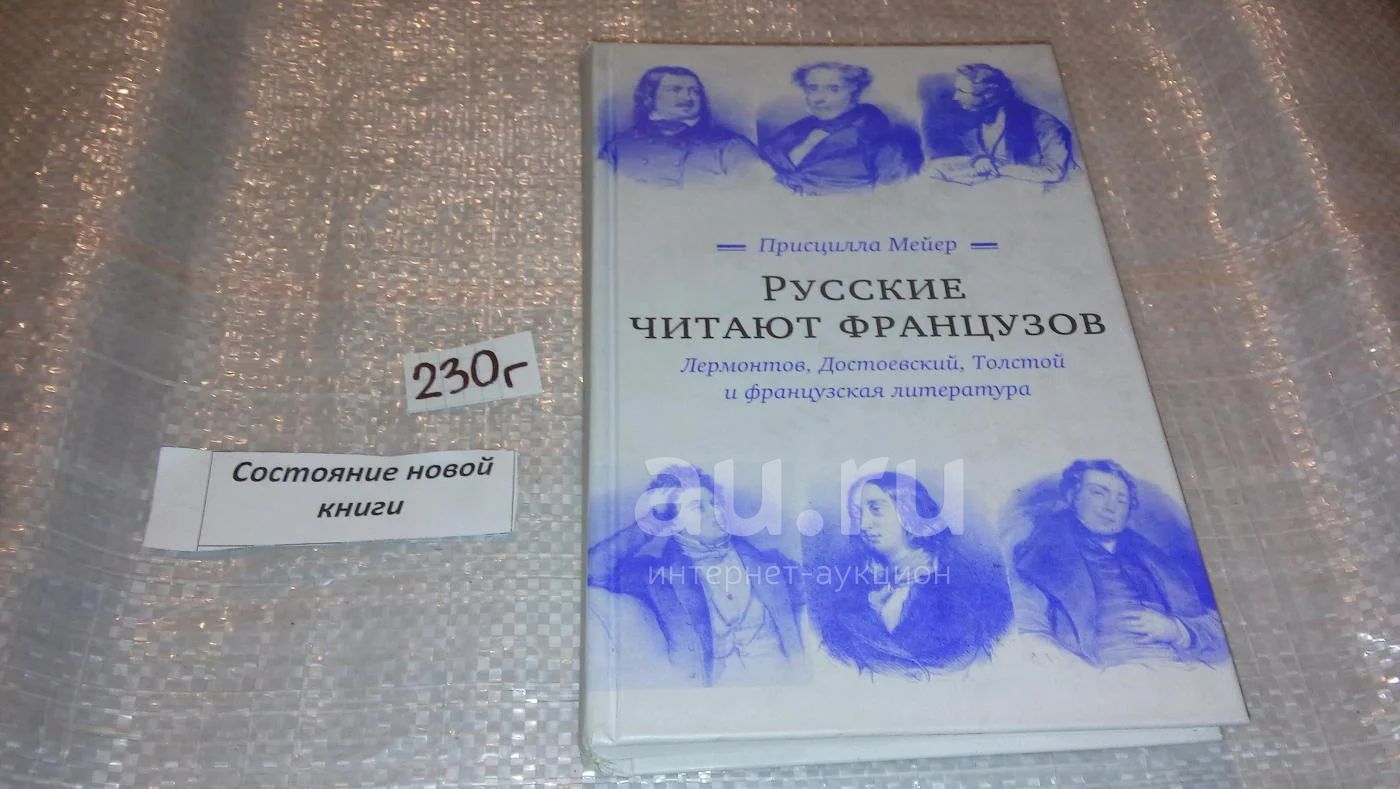 Присцилла Мейер
Русские
читают французов
Лермонтов, Достоевский, Толстой
и французская литература
230г
Состояние новой
книги
au.ru
интернет-аукцион